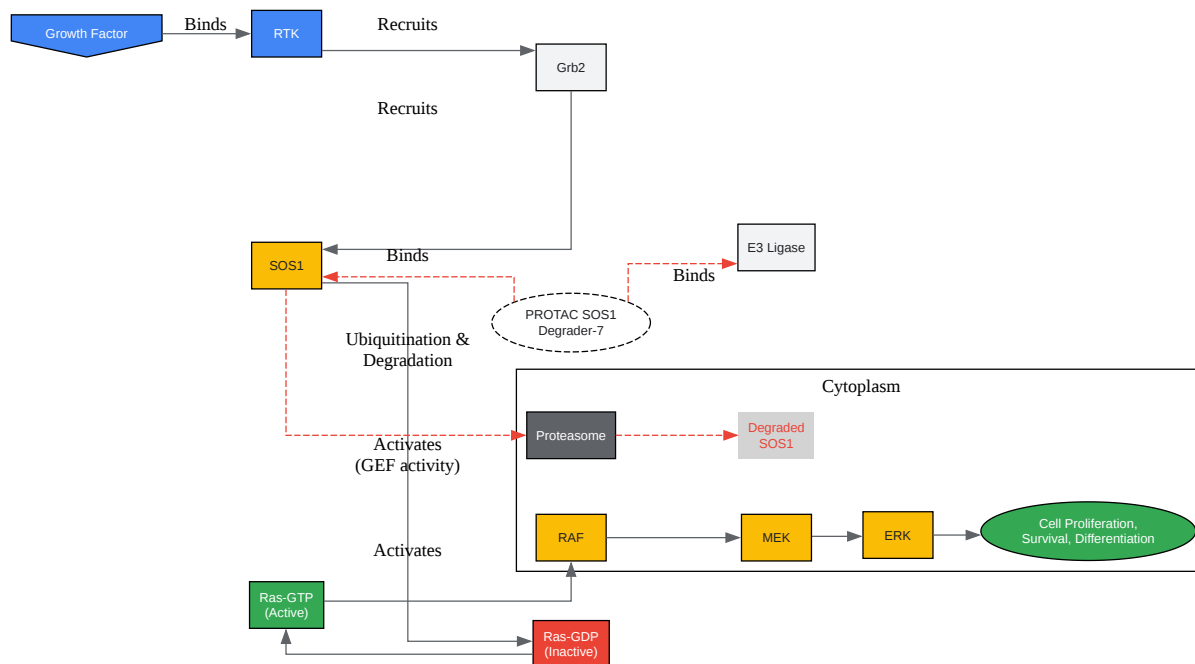 Growth Factor
Binds
RTK
Recruits
Grb2
Recruits
SOS1
Binds
E3 Ligase
Binds
PROTAC SOS1
Degrader-7
Ubiquitination &
Degradation
Cytoplasm
Proteasome
Degraded
SOS1
Activates
(GEF activity)
RAF
MEK
ERK
Cell Proliferation,
Survival, Differentiation
Activates
Ras-GTP
(Active)
Ras-GDP
(Inactive)